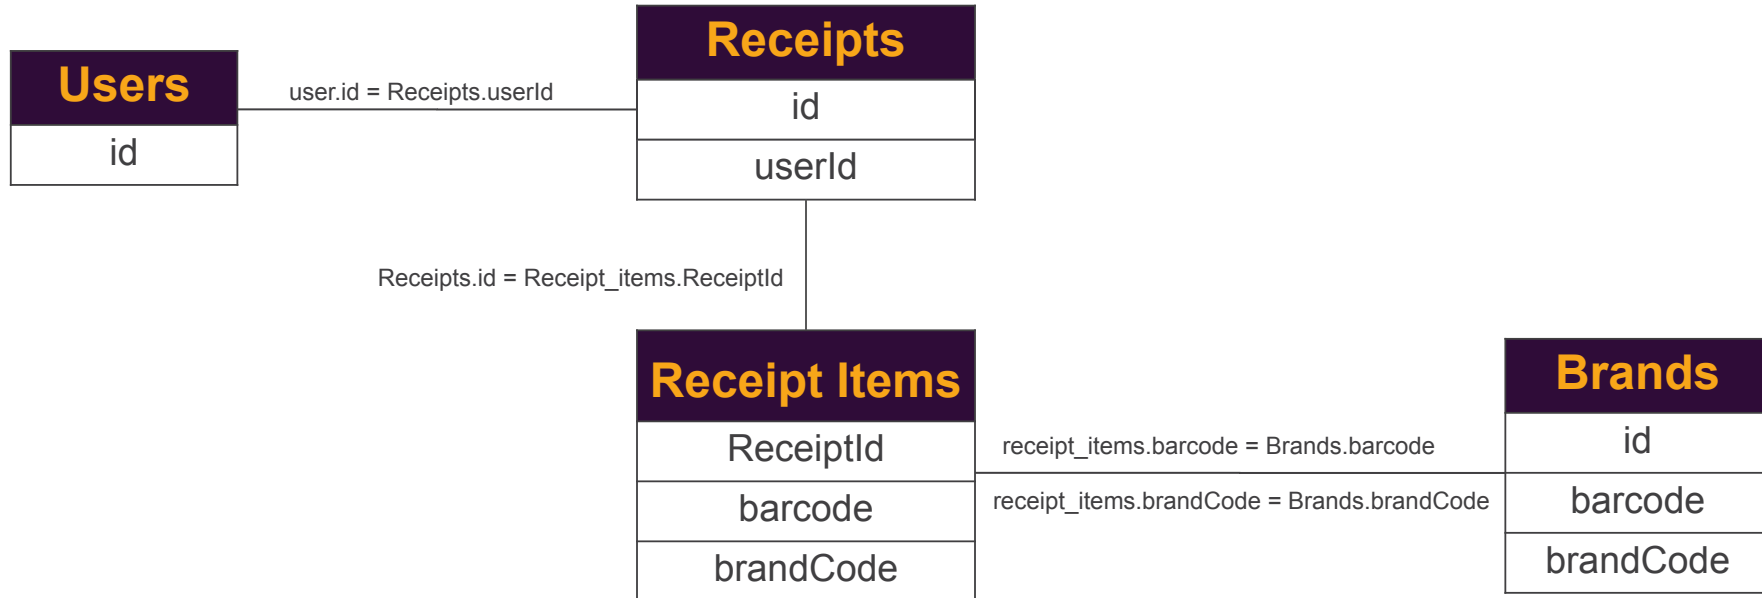 Users
id
user.id = Receipts.userId
Receipts
id
userId
Receipts.id = Receipt_items.ReceiptId
Receipt Items
ReceiptId
barcode
brandCode
receipt_items.barcode = Brands.barcode
receipt_items.brandCode = Brands.brandCode
Brands
id
barcode
brandCode